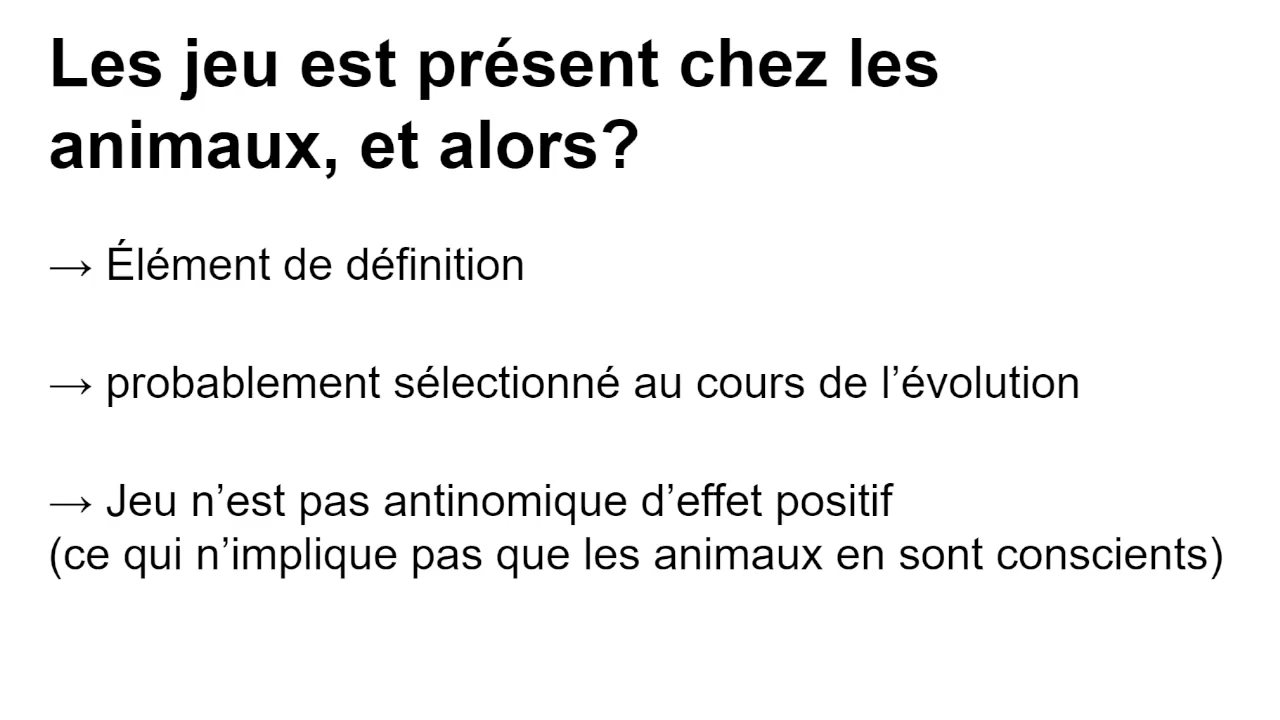 Les jeu est présent chez les
animaux, et alors?
→ Élément de définition
→ probablement sélectionné au cours de l’évolution
→ Jeu n’est pas antinomique d’effet positif
(ce qui n’implique pas que les animaux en sont conscients)